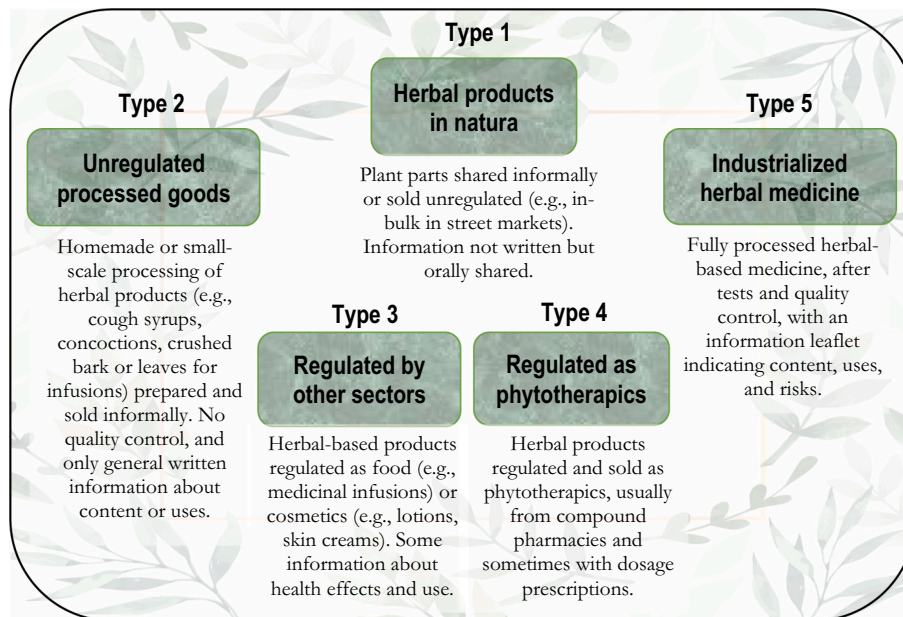 Type 1
Herbal products
in natura
Plant parts shared informally
or sold unregulated (e.g., in-
bulk in street markets).
Information not written but
orally shared.
Type 2
Unregulated
processed goods
Homemade or small-
scale processing of
herbal products (e.g.,
cough syrups,
concoctions, crushed
bark or leaves for
infusions) prepared and
sold informally. No
quality control, and
only general written
information about
content or uses.
Type 3
Regulated by
other sectors
Herbal-based products
regulated as food (e.g.,
medicinal infusions) or
cosmetics (e.g., lotions,
skin creams). Some
information about
health effects and use.
Type 4
Regulated as
phytotherapics
Herbal products
regulated and sold as
phytotherapics, usually
from compound
pharmacies and
sometimes with dosage
prescriptions.
Type 5
Industrialized
herbal medicine
Fully processed herbal-
based medicine, after
tests and quality
control, with an
information leaflet
indicating content, uses,
and risks.